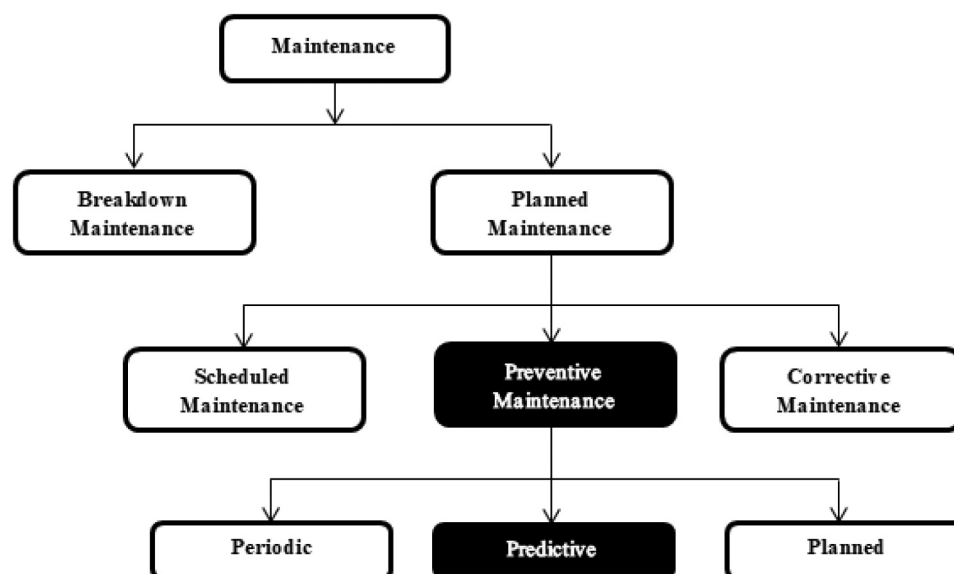 Maintenance
Breakdown
Maintenance
Planned
Maintenance
Scheduled
Maintenance
Preventive
Maintenance
Corrective
Maintenance
Periodic
Predictive
Planned